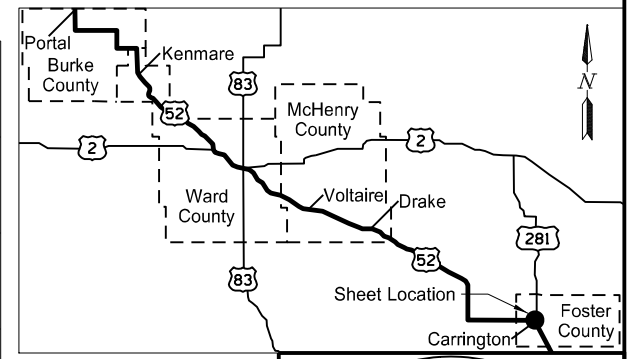 Portal
Burke
County
Kenmare
83
52
McHenry
County
N
2
2
Ward
County
Voltaire
Drake
281
52
83
Sheet Location
Foster
County
Carrington